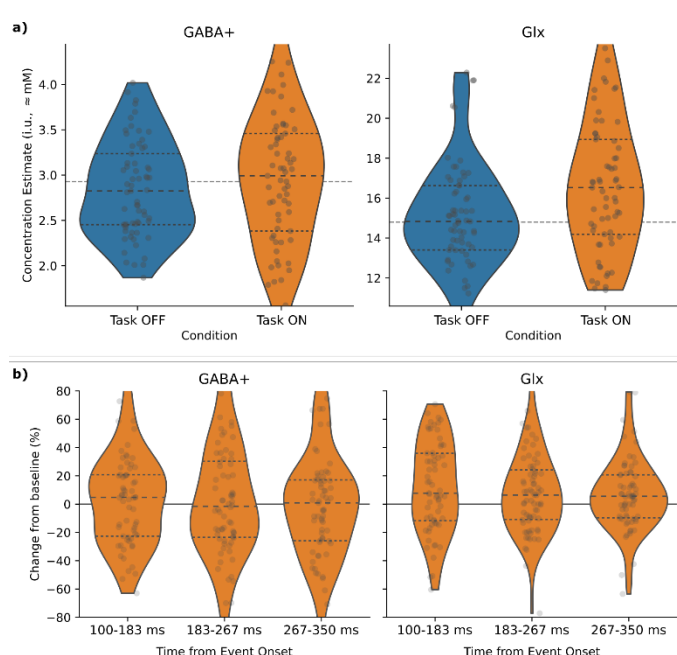 a)
GABA+
Glx
Concentration Estimate (i.u., ≈mM)
4.0
3.5
3.0
2.5
2.0
22
20
18
16
14
12
Task OFF
Task ON
Task OFF
Task ON
Condition
Condition
b)
GABA+
Glx
Change from baseline (%)
80
60
40
20
0
−20
−40
−60
−80
100-183 ms
183-267 ms
267-350 ms
100-183 ms
183-267 ms
267-350 ms
Time from Event Onset
Time from Event Onset